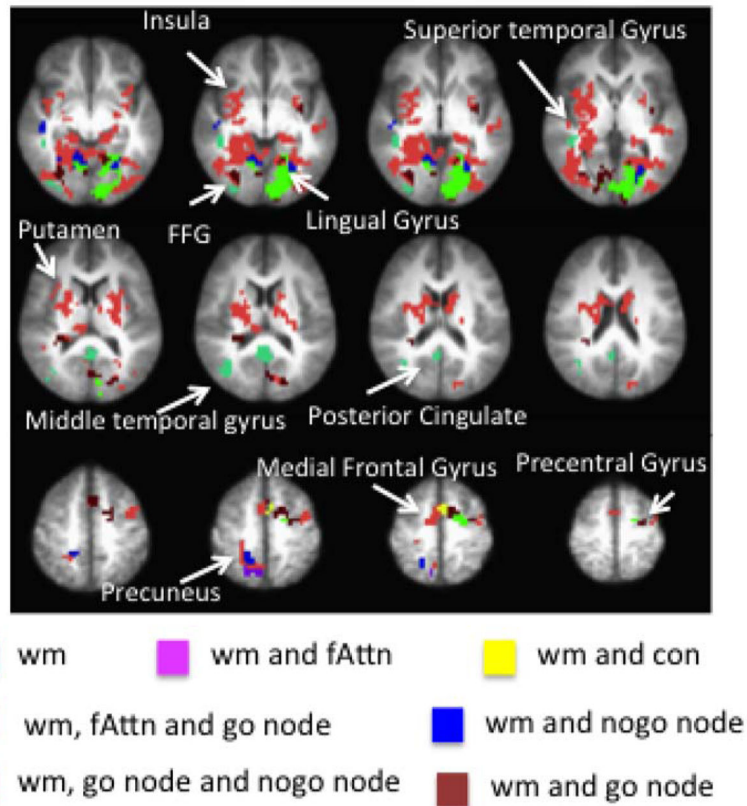 Insula
Superior temporal Gyrus
Putamen
FFG
Lingual Gyrus
Middle temporal gyrus
Posterior Cingulate
Medial Frontal Gyrus
Precentral Gyrus
Precuneus
wm
wm and fAttn
wm and con
wm, fAttn and go node
wm and nogo node
wm, go node and nogo node
wm and go node